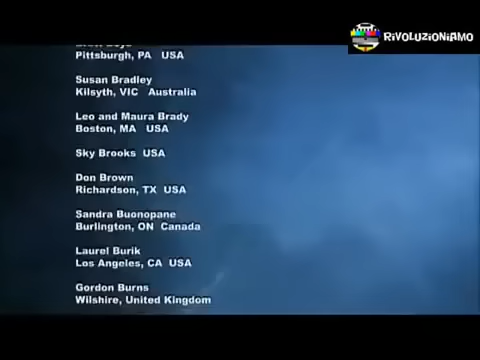 RiVOLUZiONiAMO
Pittsburgh, PA USA
Susan Bradley
Kilsyth, VIC Australia
Leo and Maura Brady
Boston, MA USA
Sky Brooks USA
Don Brown
Richardson, TX USA
Sandra Buonopane
Burlington, ON Canada
Laurel Burik
Los Angeles, CA USA
Gordon Burns
Wilshire, United Kingdom